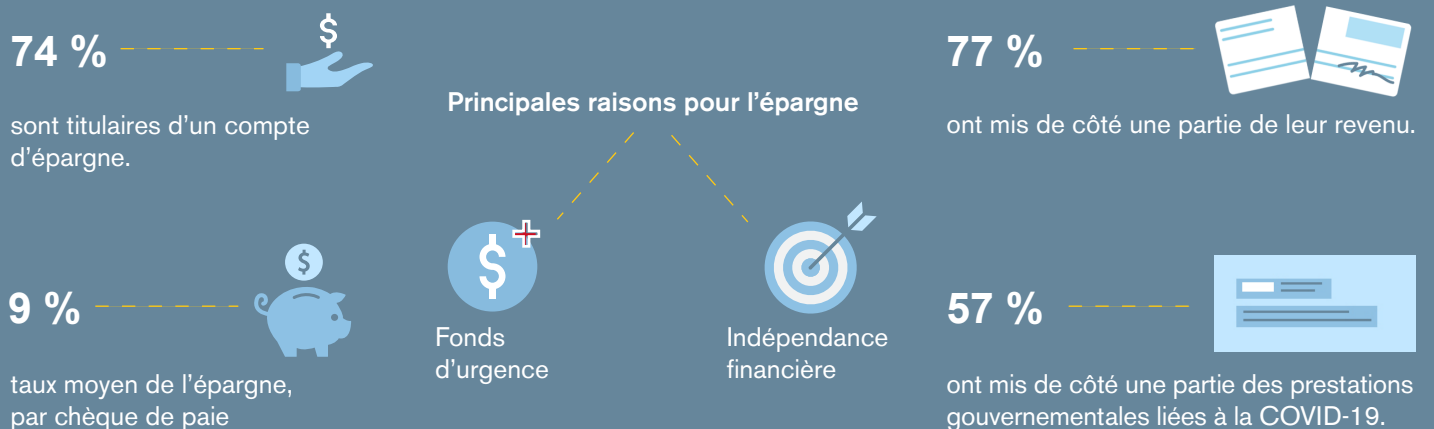 74 %
$
sont titulaires d'un compte
d'épargne.
9 %
$
taux moyen de l'épargne,
par chèque de paie
Principales raisons pour l'épargne
$
Fonds
d'urgence
Indépendance
financière
77 %
ont mis de côté une partie de leur revenu.
57 %
ont mis de côté une partie des prestations
gouvernementales liées à la COVID-19.